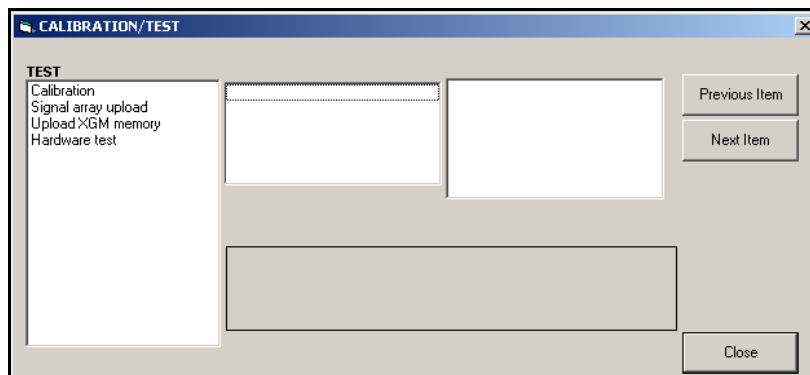 CALIBRATION/TEST
TEST
Calibration
Signal array upload
Upload XGM memory
Hardware test
Previous Item
Next Item
Close